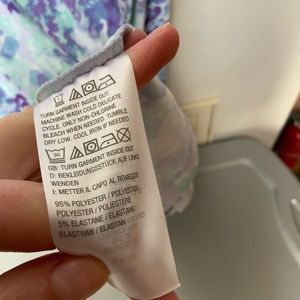 TURN GARMENT INSIDE OUT.
MACHINE WASH COLD DELICATE
CYCLE. ONLY NON-CHLORINE
BLEACH WHEN NEEDED. TUMBLE
DRY LOW. COOL IRON IF NEEDED
30
GB: TURN GARMENT INSIDE OUT.
D: BEKLEIDUNGSSTÜCK AUF LINKS
WENDEN
I: METTER IL CAPO AL ROVESCIO
95% POLYESTER / POLYESTER
POLYESTER / POLIESTERE
5% ELASTANE / ELASTANE
ELASTHAN / ELASTAN